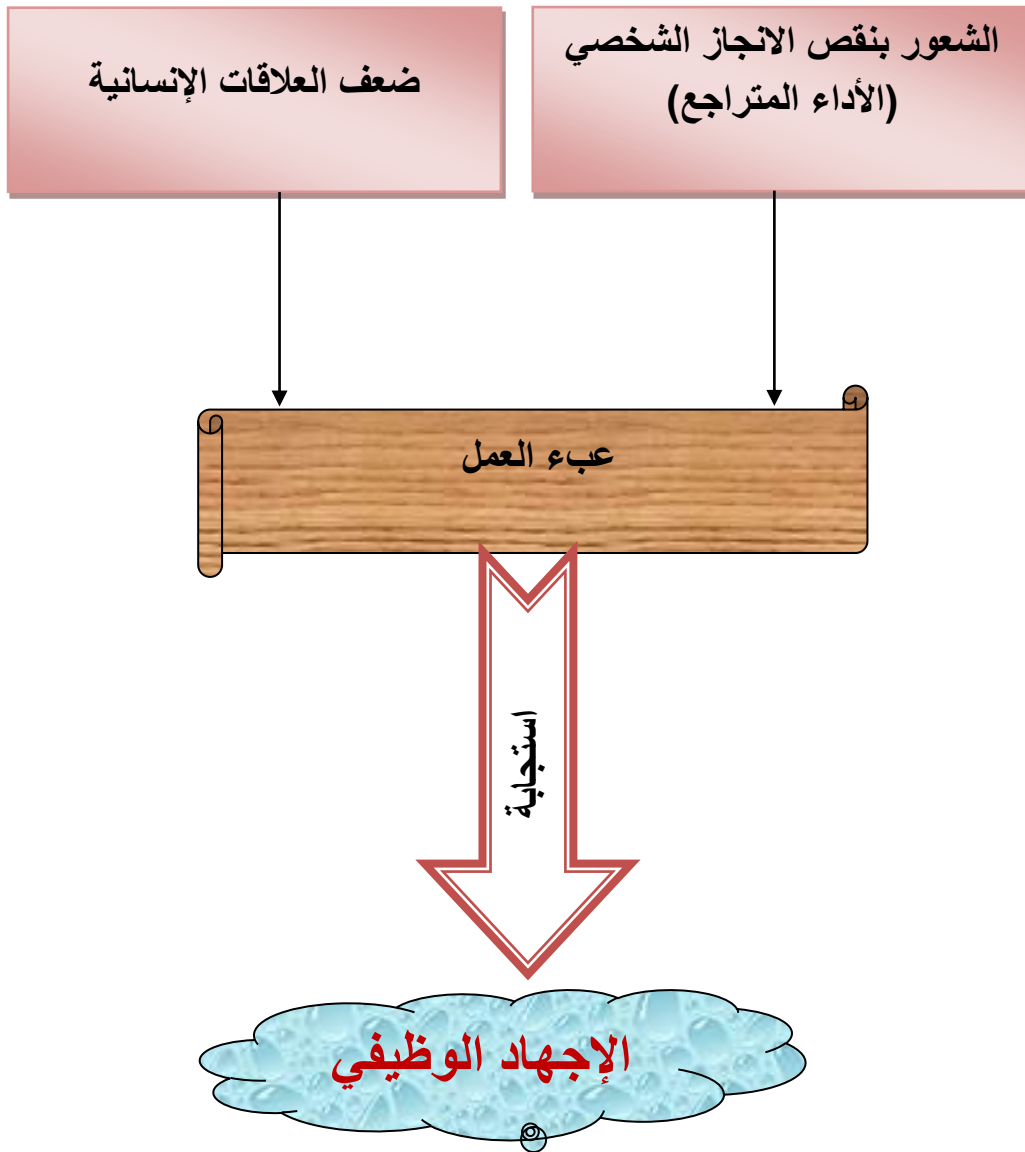 الشعور بنقص الانجاز الشخصي
(الأداء المتراجع)
ضعف العلاقات الإنسانية
عبء العمل
استجابة
الإجهاد الوظيفي